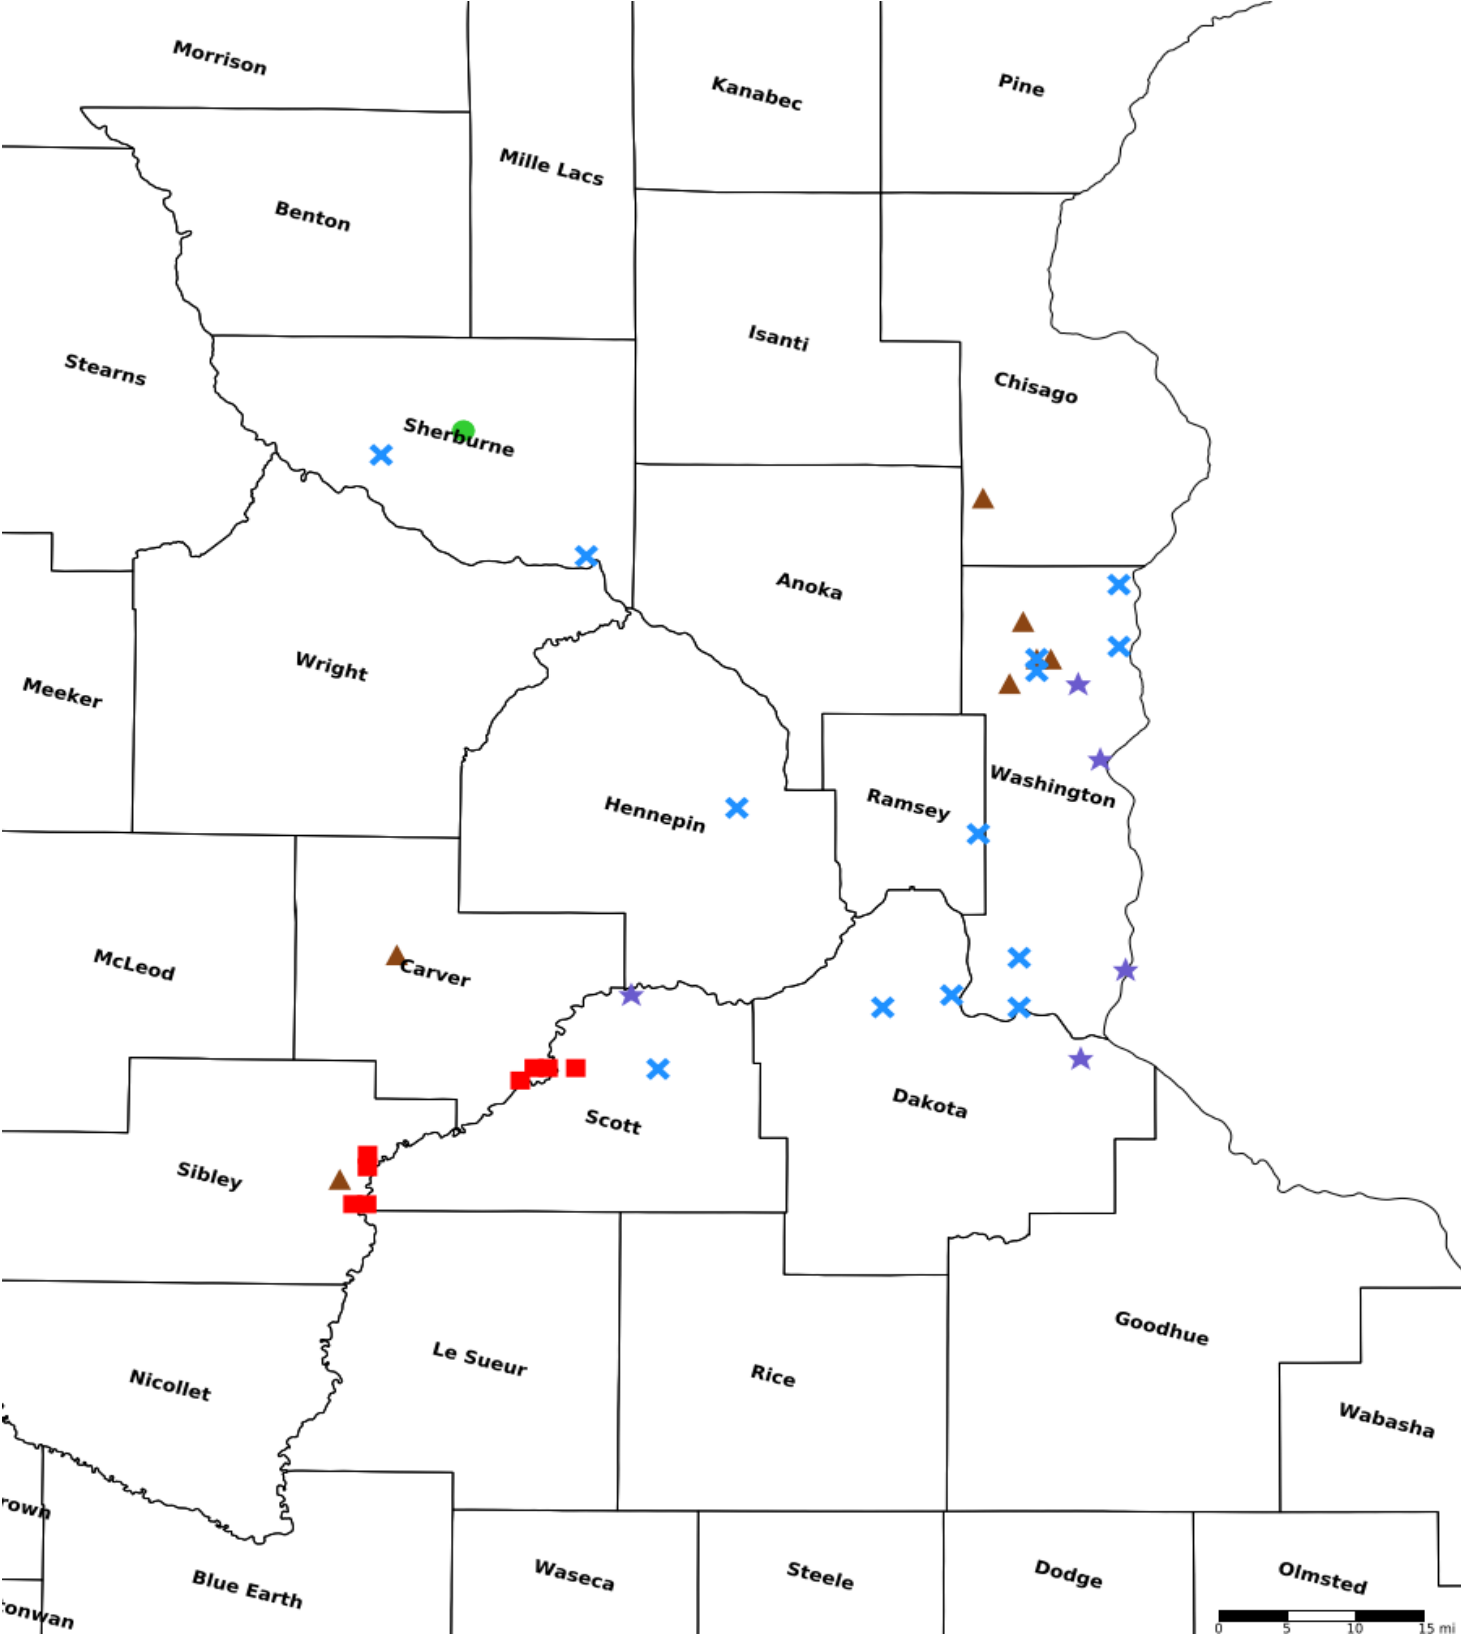 Morrison
Kanabec
Pine
Mille Lacs
Benton
Isanti
Stearns
Chisago
Sherburne
Anoka
Wright
Meeker
Washington
Ramsey
Hennepin
McLeod
Carver
Dakota
Scott
Sibley
Goodhue
Le Sueur
Rice
Nicollet
Wabasha
rown
Waseca
Steele
Dodge
Olmsted
Blue Earth
tonwan
0 5 10 15 mi